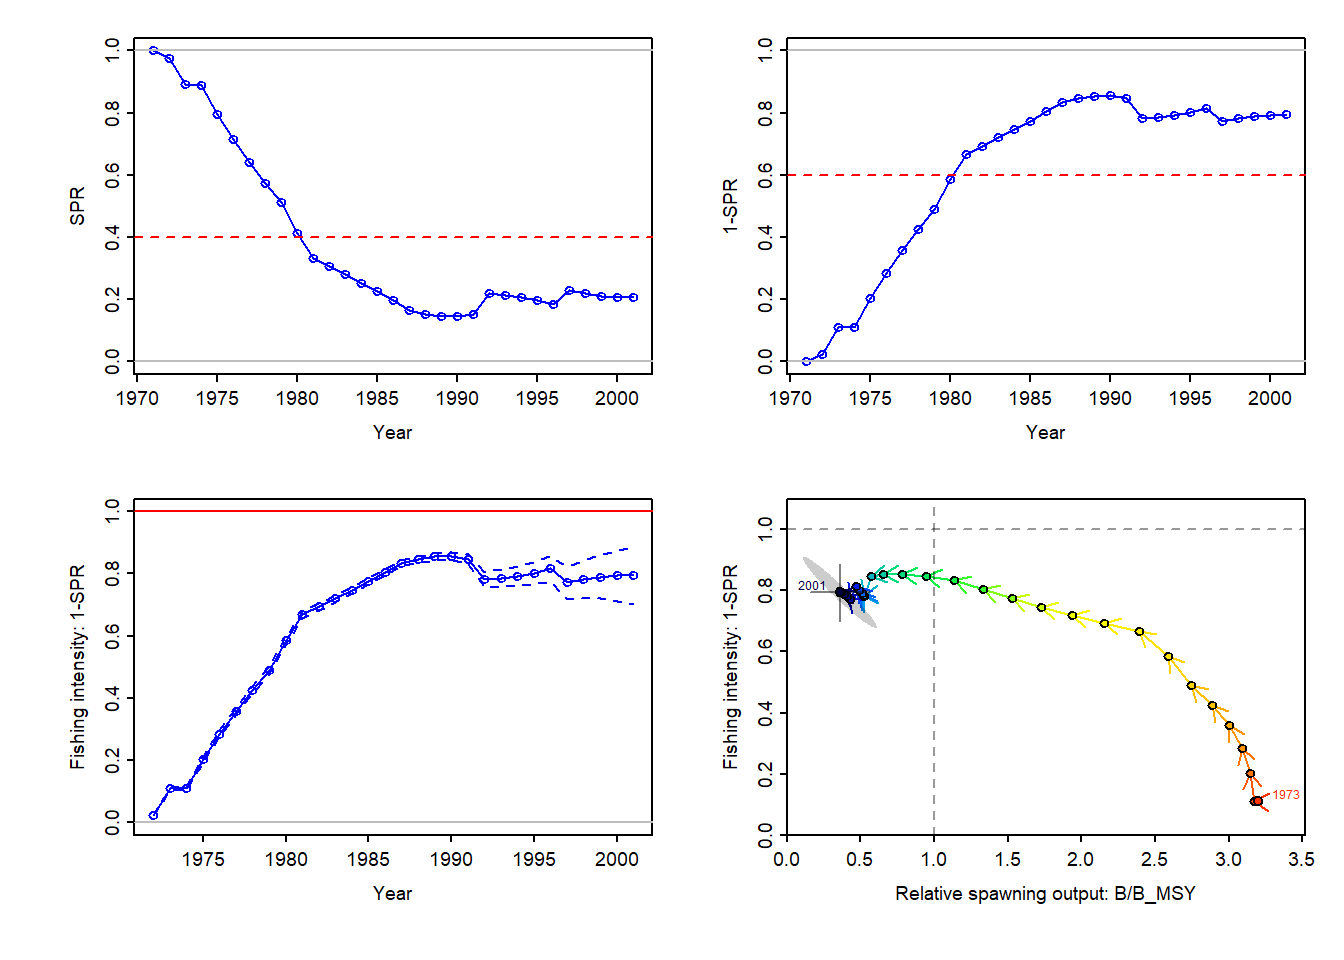 SPR
0.0 0.2 0.4 0.6 0.8 1.0
1970 1975 1980 1985 1990 1995 2000
Year
1-SPR
0.0 0.2 0.4 0.6 0.8 1.0
1970 1975 1980 1985 1990 1995 2000
Year
Fishing intensity: 1-SPR
0.0 0.2 0.4 0.6 0.8 1.0
1975 1980 1985 1990 1995 2000
Year
Fishing intensity: 1-SPR
0.0 0.2 0.4 0.6 0.8 1.0
2001
1973
0.0 0.5 1.0 1.5 2.0 2.5 3.0 3.5
Relative spawning output: B/B_MSY